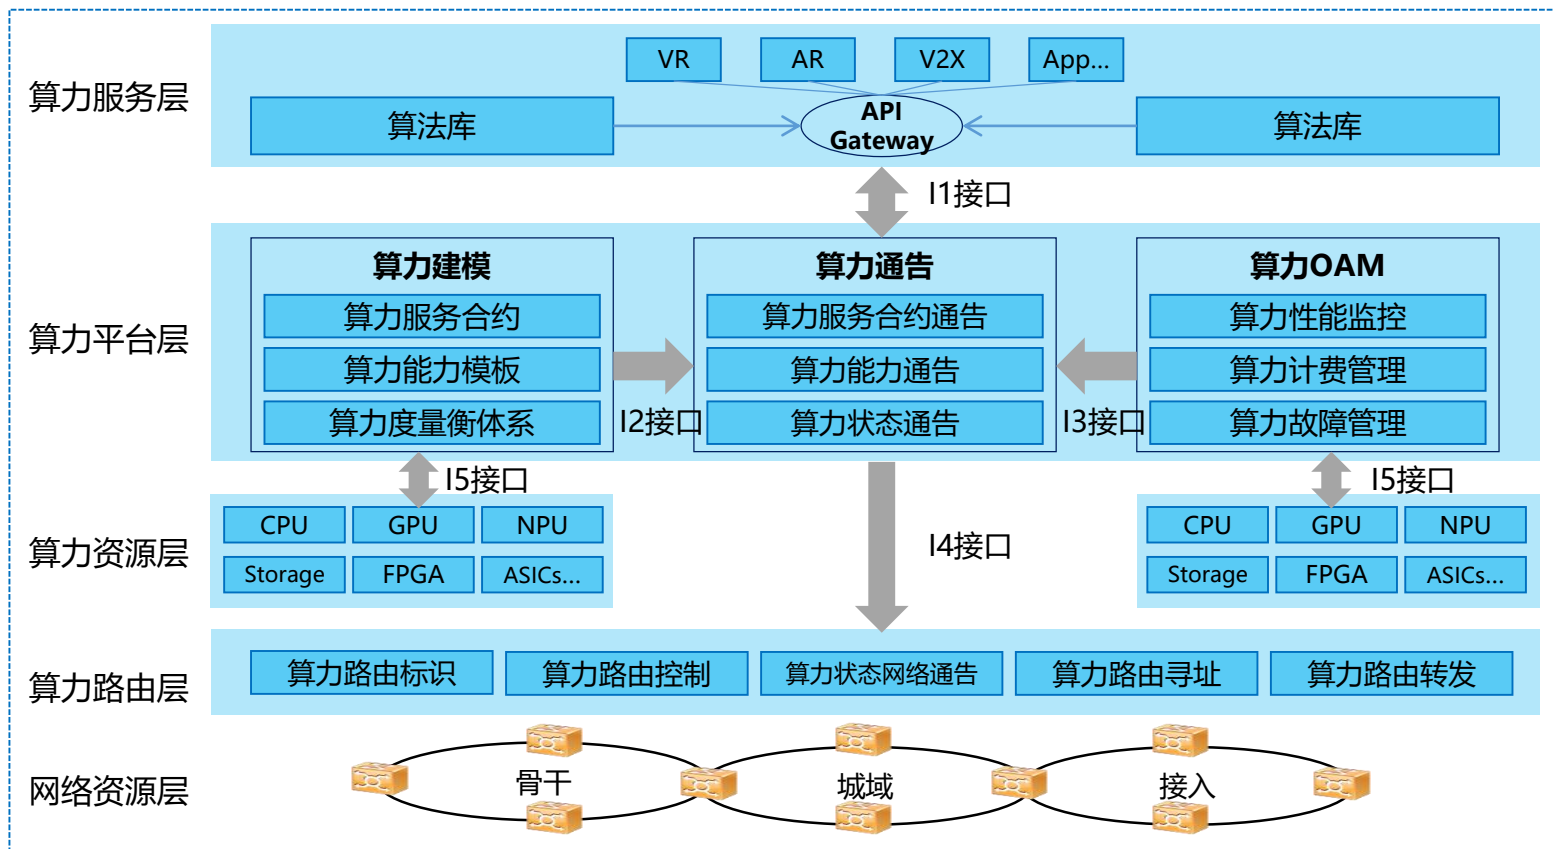 算力服务层
VR
AR
V2X
App...
算法库
API
Gateway
算法库
I1接口
算力平台层
算力建模
算力服务合约
算力能力模板
算力度量衡体系
I2接口
算力通告
算力服务合约通告
算力能力通告
算力状态通告
I3接口
算力OAM
算力性能监控
算力计费管理
算力故障管理
I5接口
I4接口
I5接口
算力资源层
CPU
GPU
NPU
Storage
FPGA
ASICs...
CPU
GPU
NPU
Storage
FPGA
ASICs...
算力路由层
算力路由标识
算力路由控制
算力状态网络通告
算力路由寻址
算力路由转发
网络资源层
骨干
城域
接入